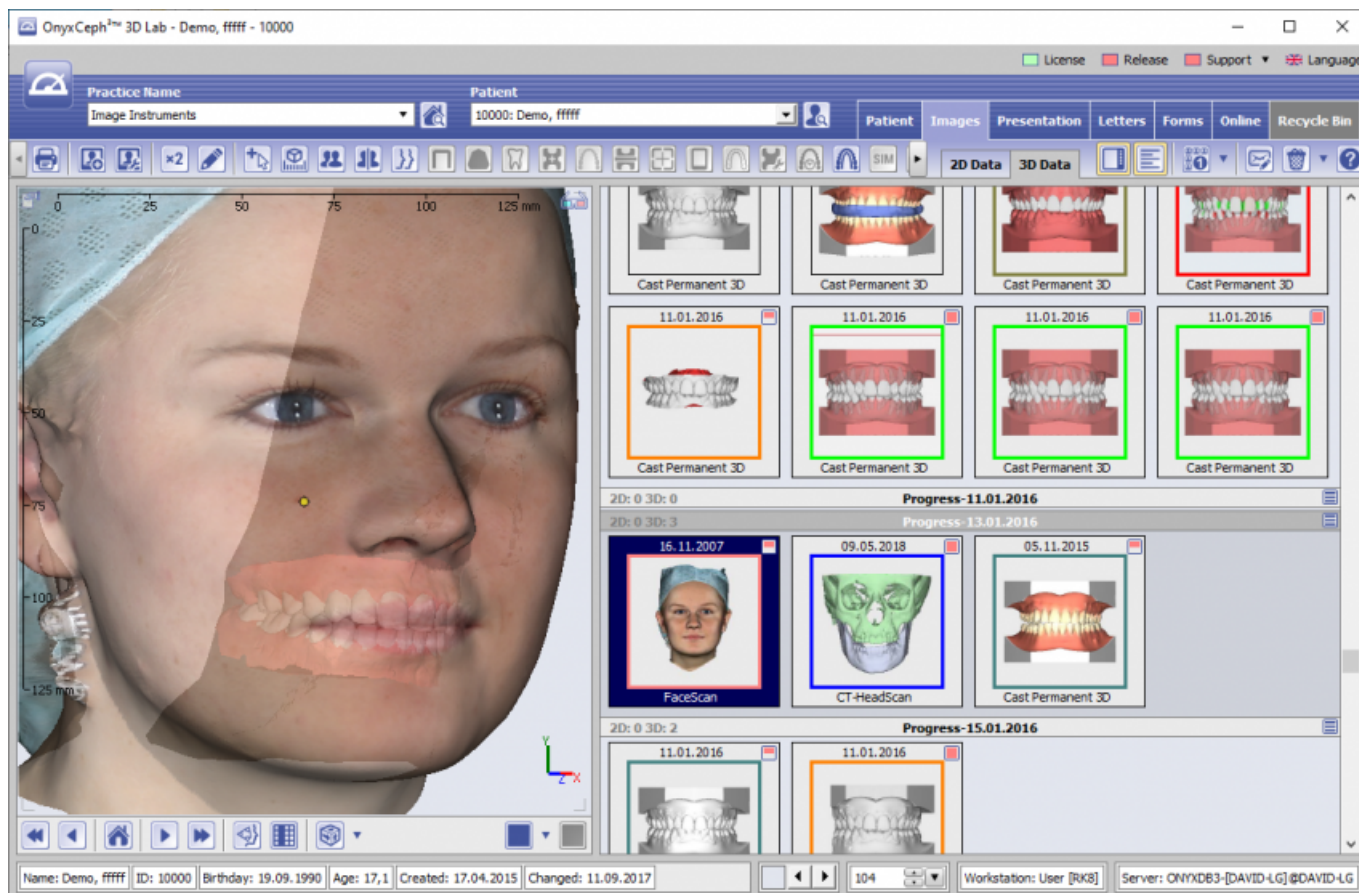 OnyxCeph³™ 3D Lab - Demo, fffff - 10000
License Release Support Language
Practice Name Patient
Image Instruments 10000: Demo, fffff
Patient Images Presentation Letters Forms Online Recycle Bin
×2 SIM 2D Data 3D Data
0 25 50 75 100 125 mm
0
25
50
75
100
125 mm
Cast Permanent 3D Cast Permanent 3D Cast Permanent 3D Cast Permanent 3D
11.01.2016 11.01.2016 11.01.2016 11.01.2016
Cast Permanent 3D Cast Permanent 3D Cast Permanent 3D Cast Permanent 3D
2D: 0 3D: 0 Progress-11.01.2016
2D: 0 3D: 3 Progress-13.01.2016
16.11.2007 09.05.2018 05.11.2015
FaceScan CT-HeadScan Cast Permanent 3D
2D: 0 3D: 2 Progress-15.01.2016
11.01.2016 11.01.2016
Y
Z X
Name: Demo, fffff ID: 10000 Birthday: 19.09.1990 Age: 17,1 Created: 17.04.2015 Changed: 11.09.2017 104 Workstation: User [RK8] Server: ONYXDB3-[DAVID-LG]@DAVID-LG